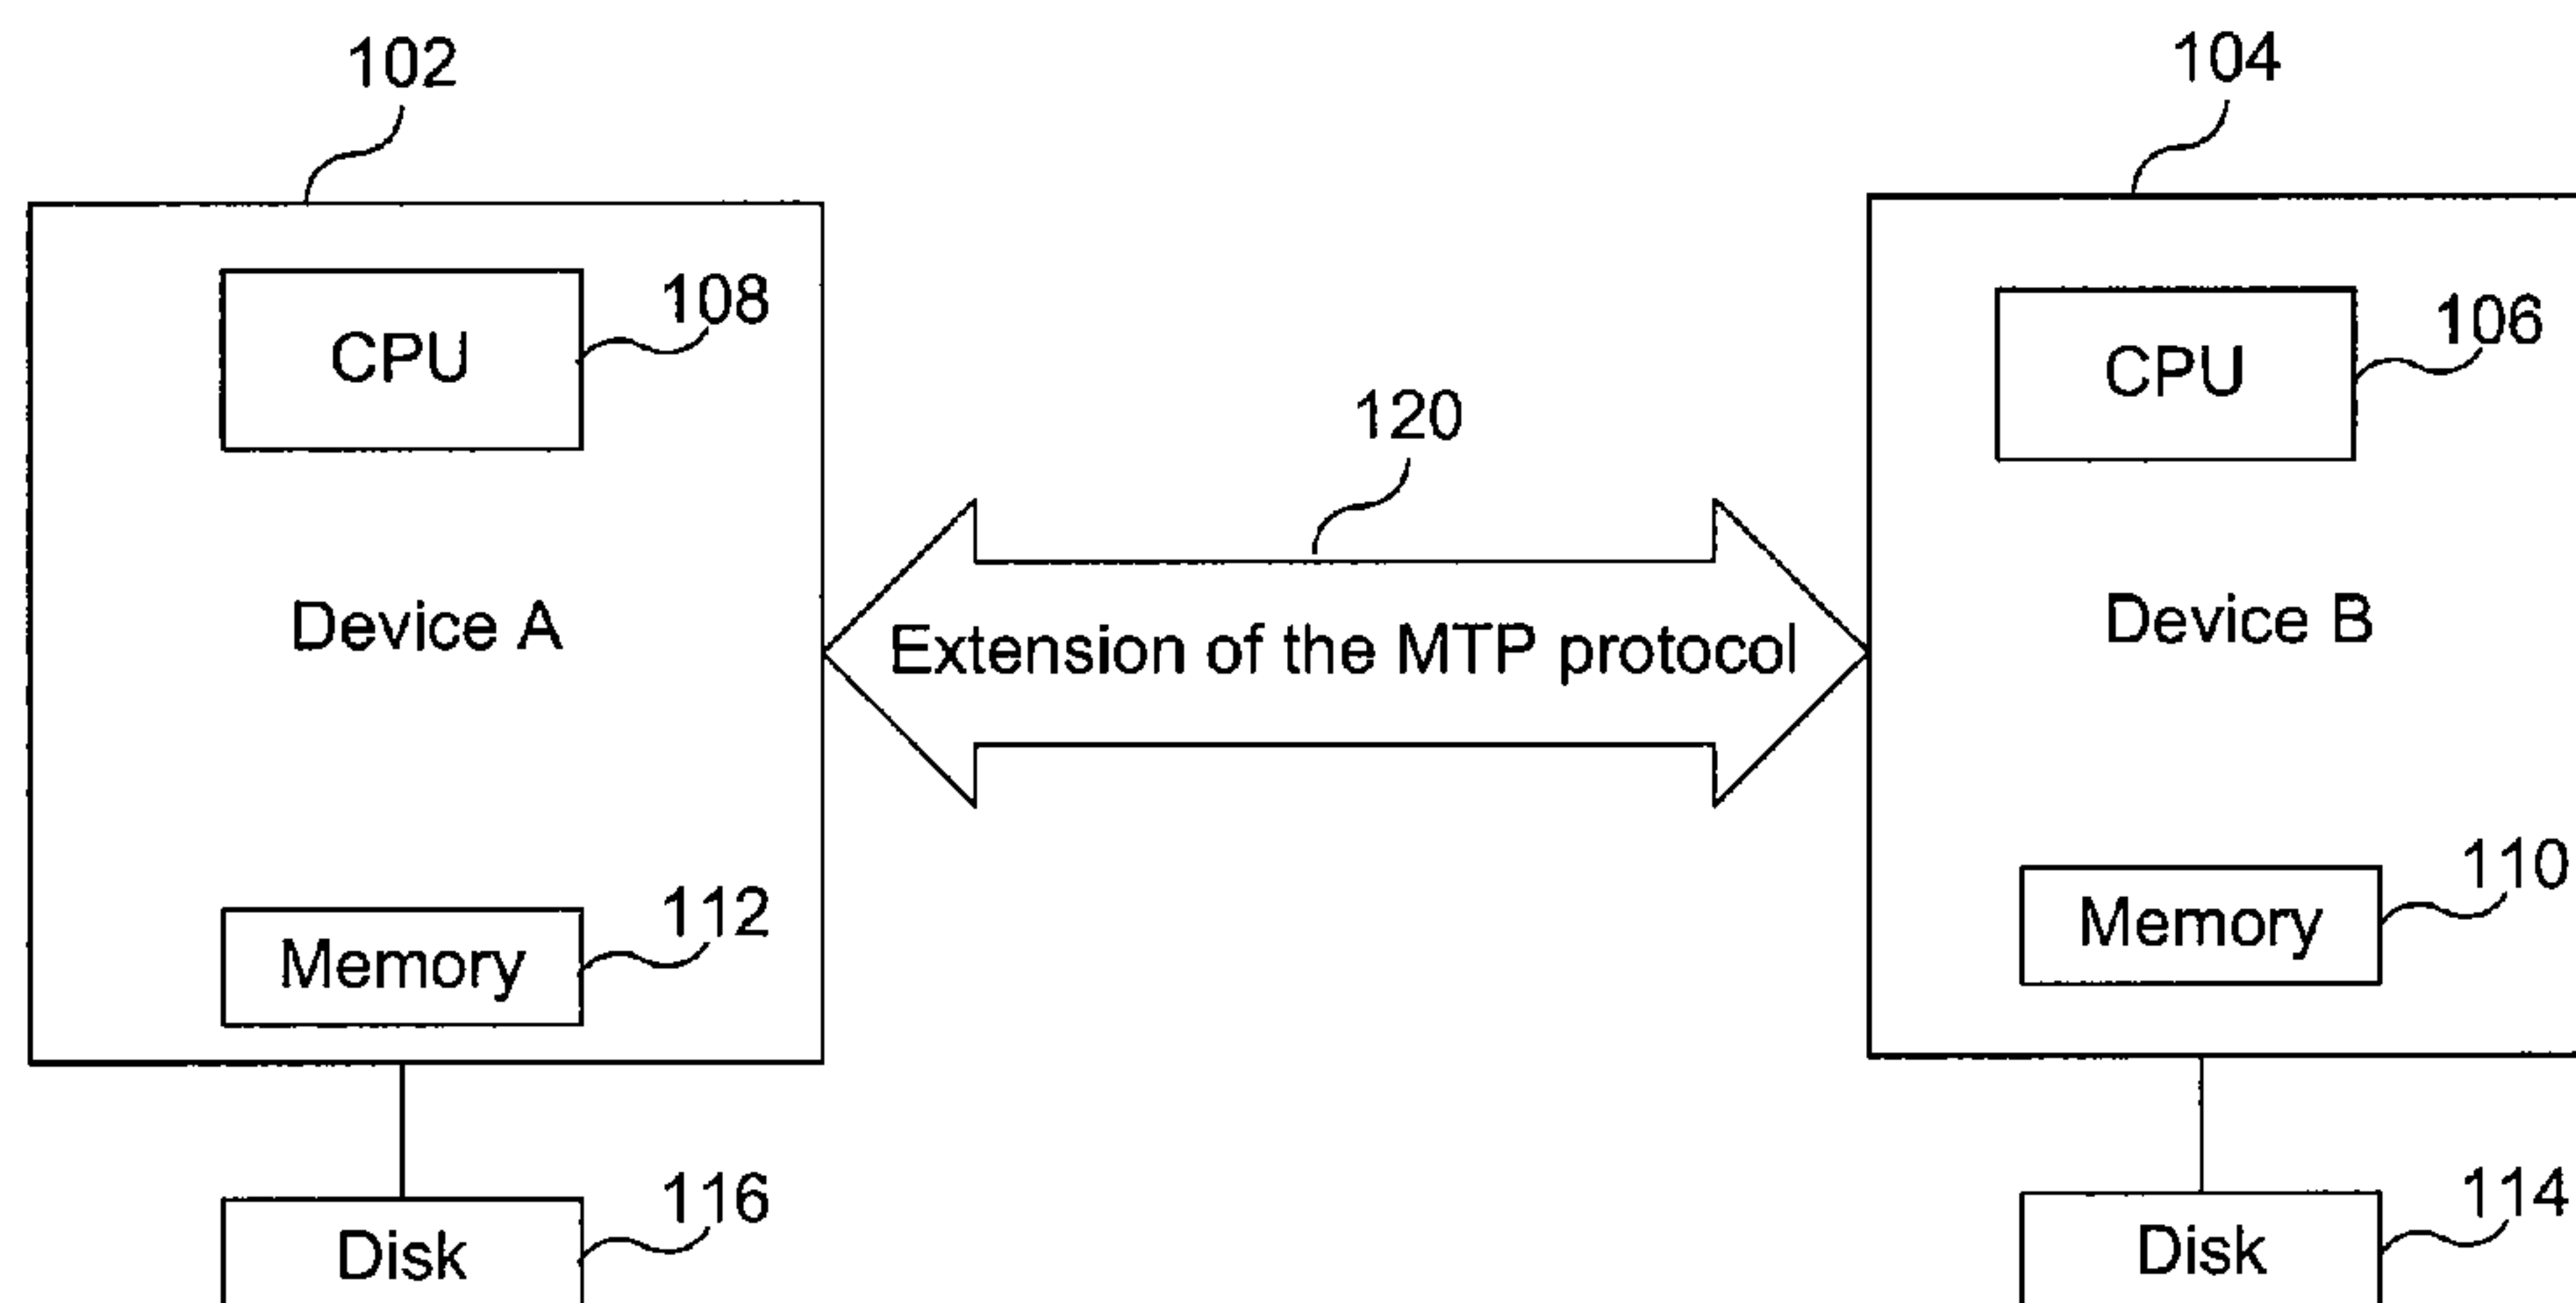 102
104
CPU
108
CPU
106
120
Device A
Extension of the MTP protocol
Device B
Memory
112
Memory
110
Disk
116
Disk
114